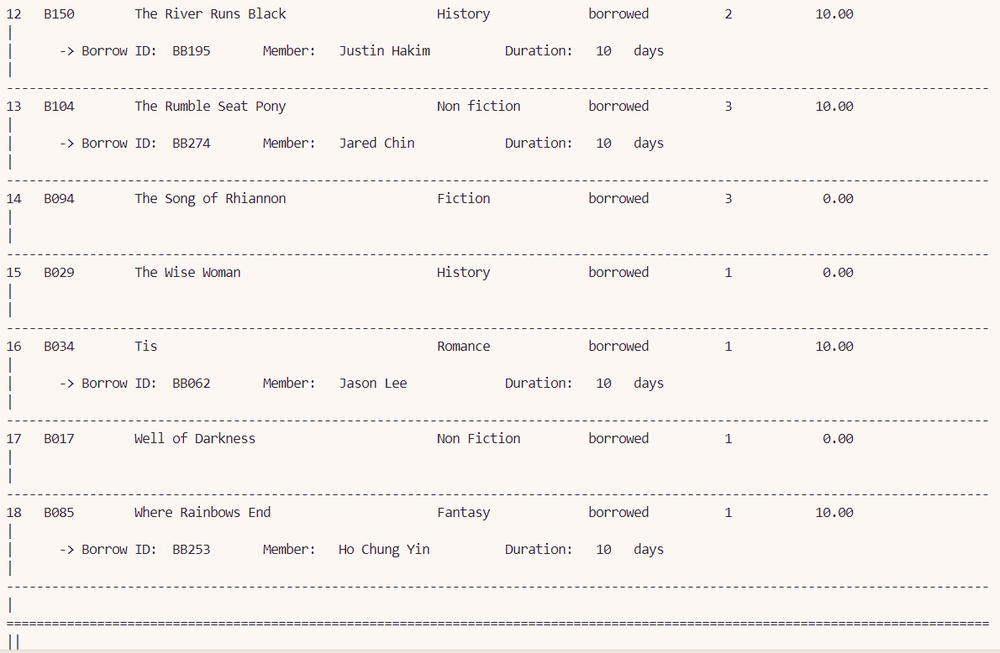 12   B150        The River Runs Black                    History             borrowed          2           10.00
-> Borrow ID:  BB195       Member:   Justin Hakim          Duration:   10   days
----------------------------------------------------------------------------------------------------------------------------------
13   B104        The Rumble Seat Pony                    Non fiction         borrowed          3           10.00
-> Borrow ID:  BB274       Member:   Jared Chin            Duration:   10   days
----------------------------------------------------------------------------------------------------------------------------------
14   B094        The Song of Rhiannon                    Fiction             borrowed          3            0.00
----------------------------------------------------------------------------------------------------------------------------------
15   B029        The Wise Woman                          History             borrowed          1            0.00
----------------------------------------------------------------------------------------------------------------------------------
16   B034        Tis                                     Romance             borrowed          1           10.00
-> Borrow ID:  BB062       Member:   Jason Lee             Duration:   10   days
----------------------------------------------------------------------------------------------------------------------------------
17   B017        Well of Darkness                        Non Fiction         borrowed          1            0.00
----------------------------------------------------------------------------------------------------------------------------------
18   B085        Where Rainbows End                      Fantasy             borrowed          1           10.00
-> Borrow ID:  BB253       Member:   Ho Chung Yin          Duration:   10   days
----------------------------------------------------------------------------------------------------------------------------------
==================================================================================================================================